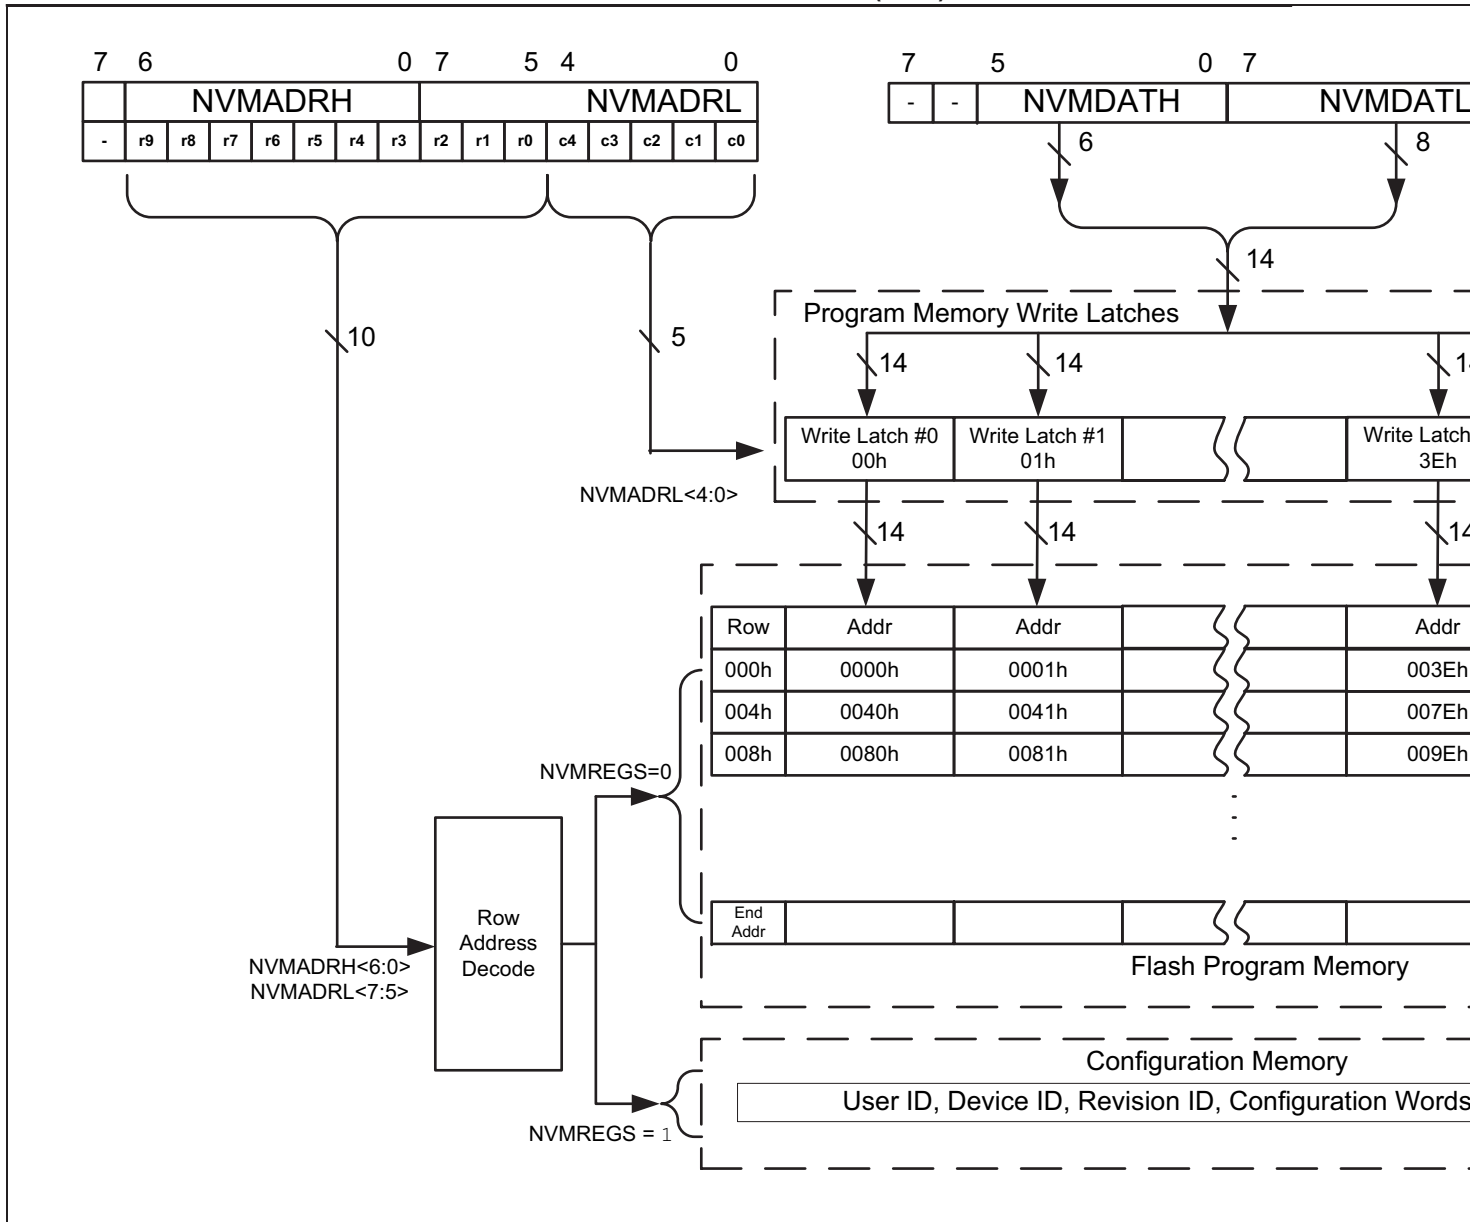 7 6 0 7 5 4 0
NVMADRH NVMADRL
- r9 r8 r7 r6 r5 r4 r3 r2 r1 r0 c4 c3 c2 c1 c0
7 5 0 7
- - NVMDATH NVMDATL
6 8
14
10
5
Program Memory Write Latches
14 14
Write Latch #0 Write Latch #1 Write Latch
00h 01h 3Eh
NVMADRL<4:0>
14 14 14
Row Addr Addr Addr
000h 0000h 0001h 003Eh
004h 0040h 0041h 007Eh
008h 0080h 0081h 009Eh
NVMREGS=0
End
Addr
Row
Address
Decode
NVMADRH<6:0>
NVMADRL<7:5>
Flash Program Memory
Configuration Memory
User ID, Device ID, Revision ID, Configuration Words
NVMREGS = 1